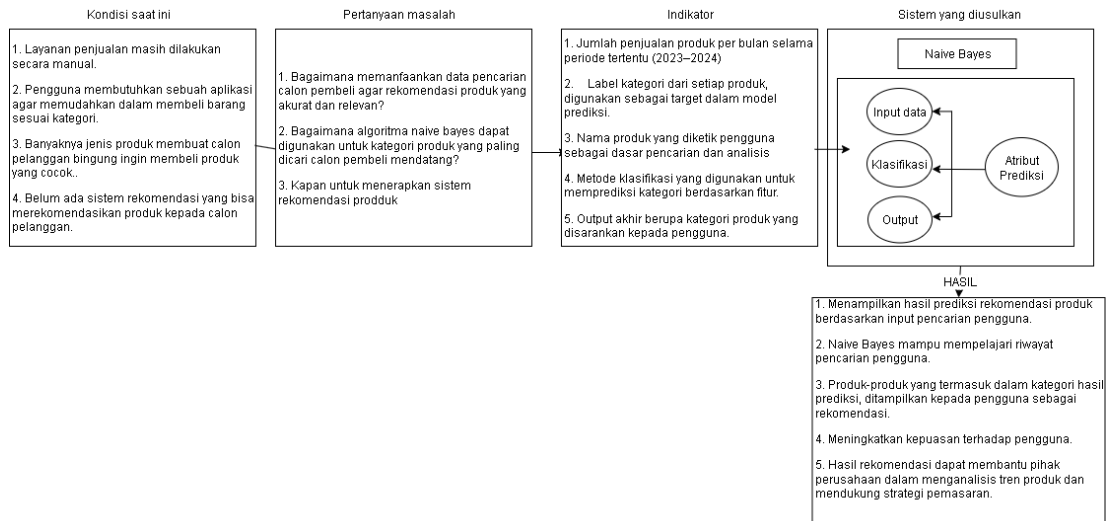 Kondisi saat ini
1. Layanan penjualan masih dilakukan
secara manual.
2. Pengguna membutuhkan sebuah aplikasi
agar memudahkan dalam membeli barang
sesuai kategori.
3. Banyaknya jenis produk membuat calon
pelanggan bingung ingin membeli produk
yang cocok..
4. Belum ada sistem rekomendasi yang bisa
merekomendasikan produk kepada calon
pelanggan.
Pertanyaan masalah
1. Bagaimana memanfaankan data pencarian
calon pembeli agar rekomendasi produk yang
akurat dan relevan?
2. Bagaimana algoritma naive bayes dapat
digunakan untuk kategori produk yang paling
dicari calon pembeli mendatang?
3. Kapan untuk menerapkan sistem
rekomendasi prodduk
Indikator
1. Jumlah penjualan produk per bulan selama
periode tertentu (2023–2024)
2. Label kategori dari setiap produk,
digunakan sebagai target dalam model
prediksi.
3. Nama produk yang diketik pengguna
sebagai dasar pencarian dan analisis
4. Metode klasifikasi yang digunakan untuk
memprediksi kategori berdasarkan fitur.
5. Output akhir berupa kategori produk yang
disarankan kepada pengguna.
Sistem yang diusulkan
Naive Bayes
Input data
Klasifikasi
Output
Atribut
Prediksi
HASIL
1. Menampilkan hasil prediksi rekomendasi produk
berdasarkan input pencarian pengguna.
2. Naive Bayes mampu mempelajari riwayat
pencarian pengguna.
3. Produk-produk yang termasuk dalam kategori hasil
prediksi, ditampilkan kepada pengguna sebagai
rekomendasi.
4. Meningkatkan kepuasan terhadap pengguna.
5. Hasil rekomendasi dapat membantu pihak
perusahaan dalam menganalisis tren produk dan
mendukung strategi pemasaran.